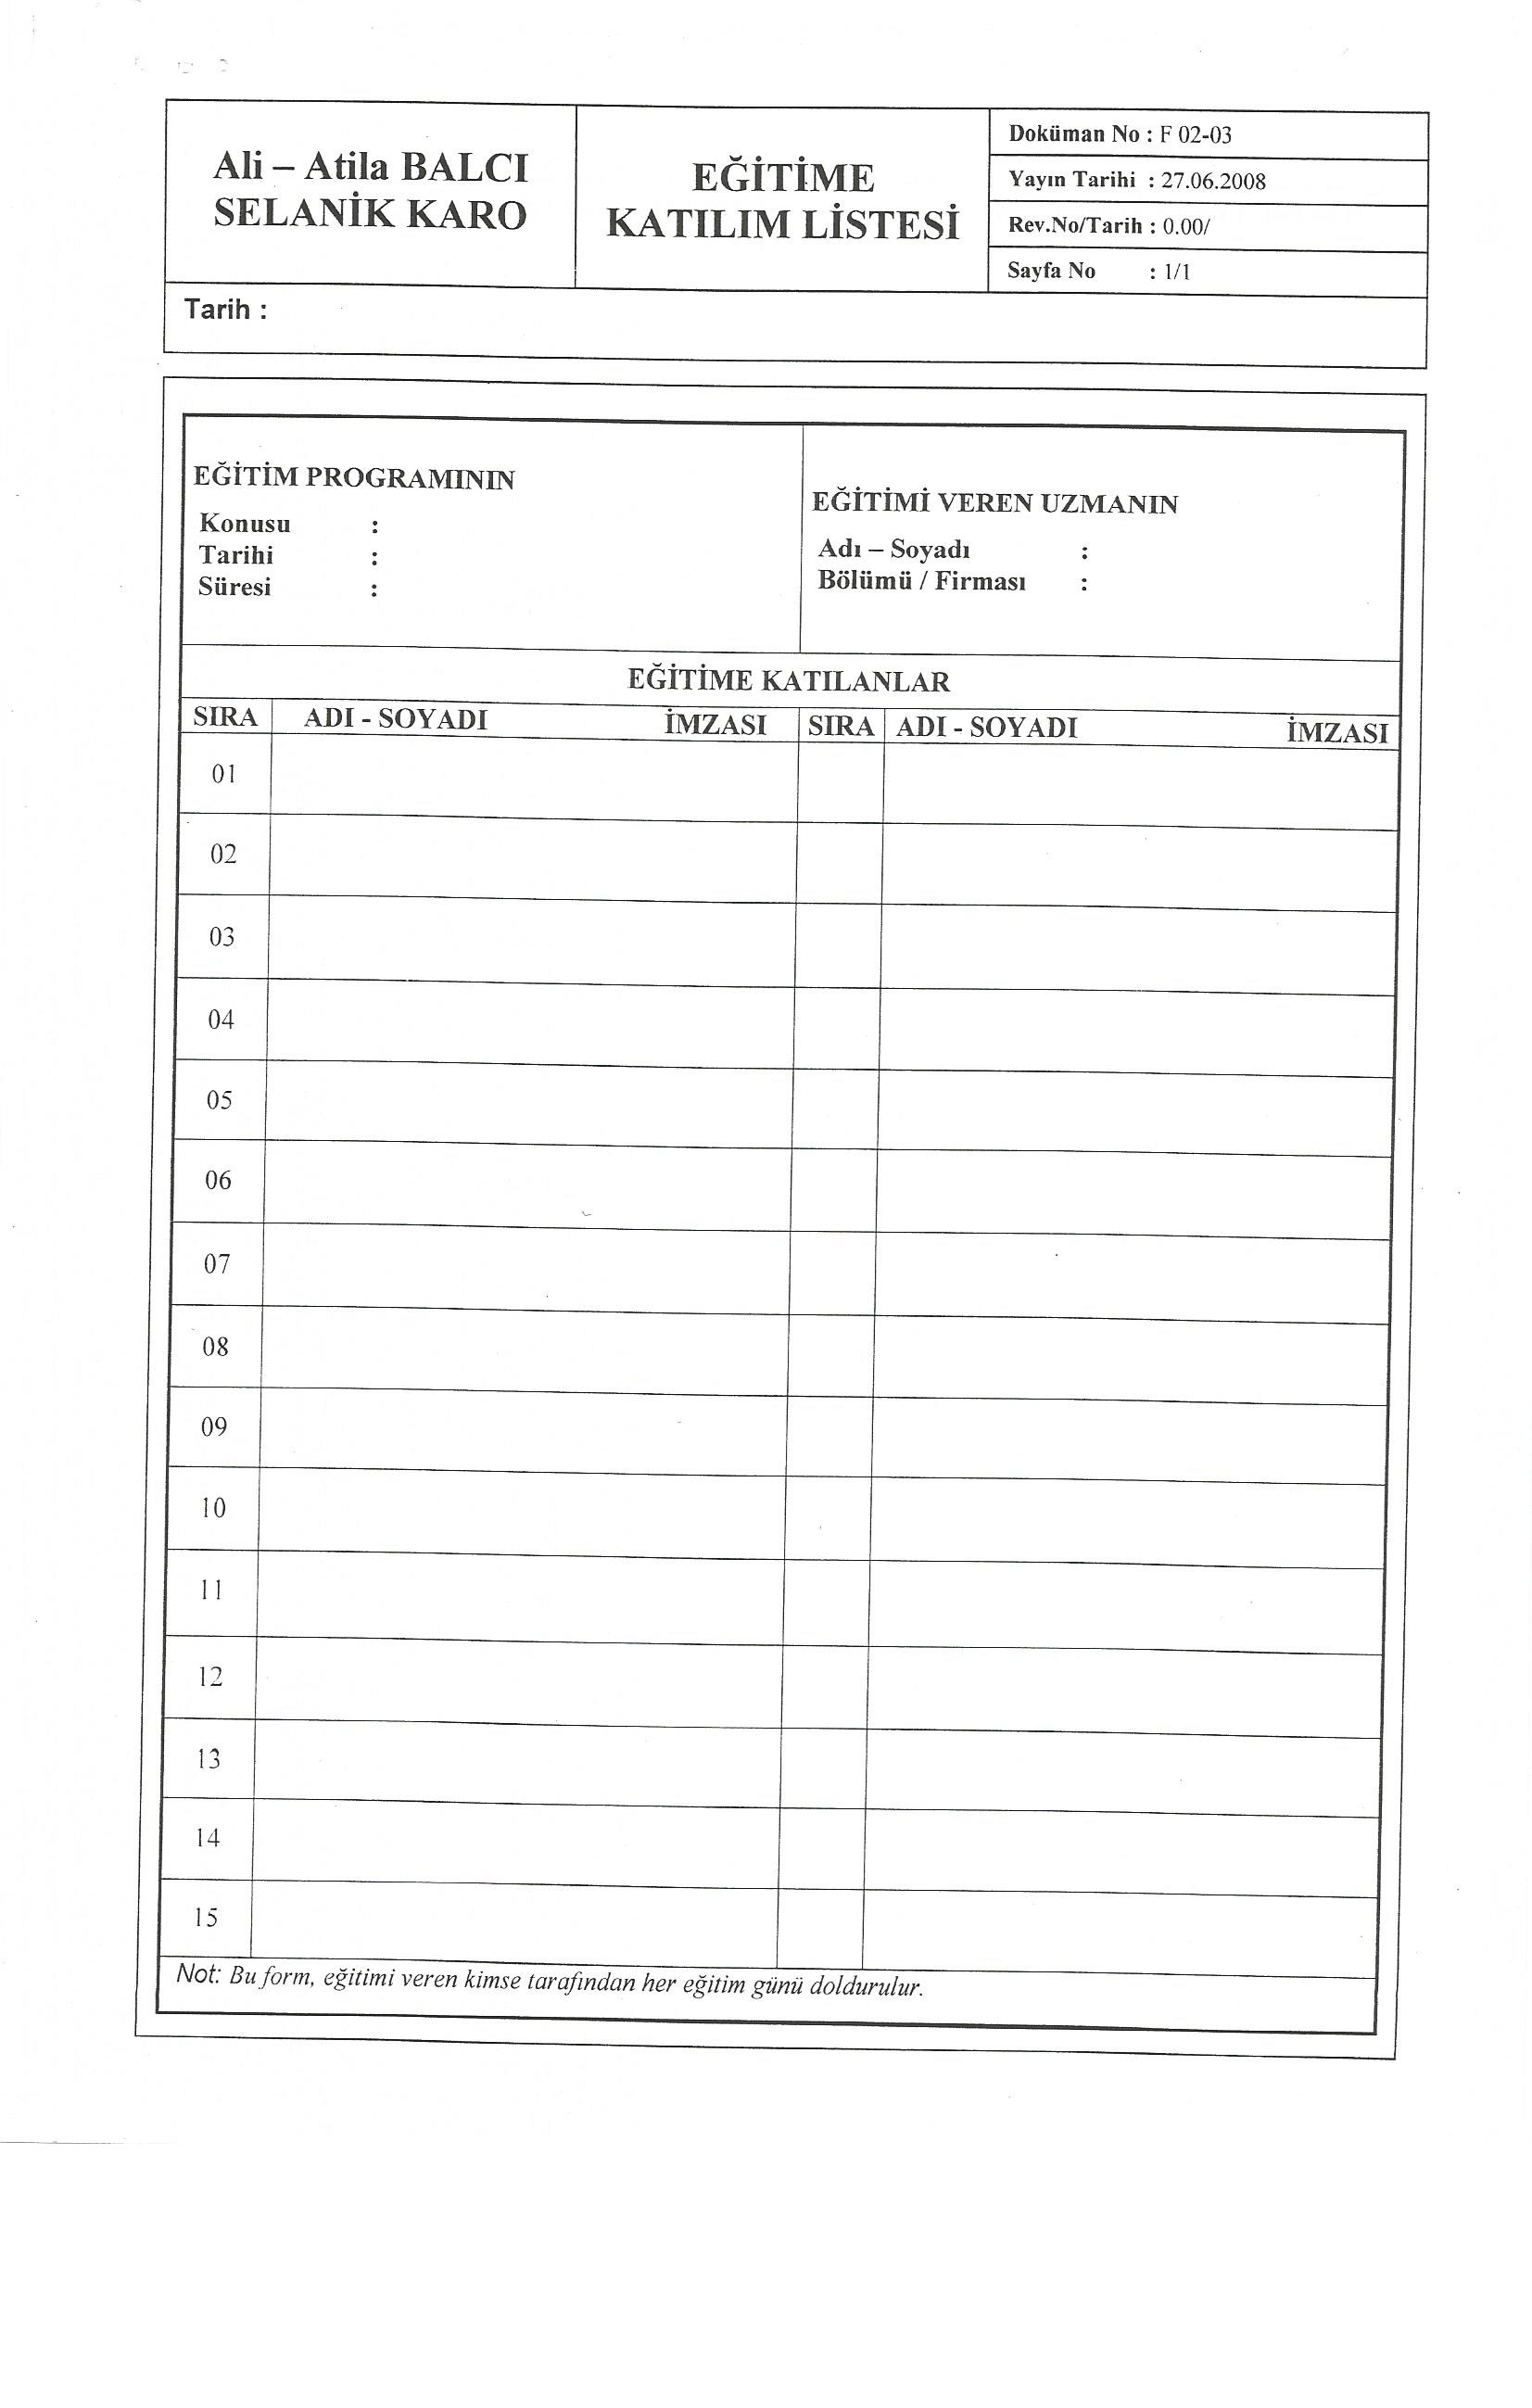 Ali – Atila BALCI
SELANİK KARO
EĞİTİME
KATILIM LİSTESİ
Doküman No : F 02-03
Yayın Tarihi : 27.06.2008
Rev.No/Tarih : 0.00/
Sayfa No : 1/1
Tarih :
EĞİTİM PROGRAMININ
Konusu :
Tarihi :
Süresi :
EĞİTİMİ VEREN UZMANIN
Adı – Soyadı :
Bölümü / Firması :
EĞİTİME KATILANLAR
SIRA ADI - SOYADI İMZASI SIRA ADI - SOYADI İMZASI
01
02
03
04
05
06
07
08
09
10
11
12
13
14
15
Not: Bu form, eğitimi veren kimse tarafından her eğitim günü doldurulur.